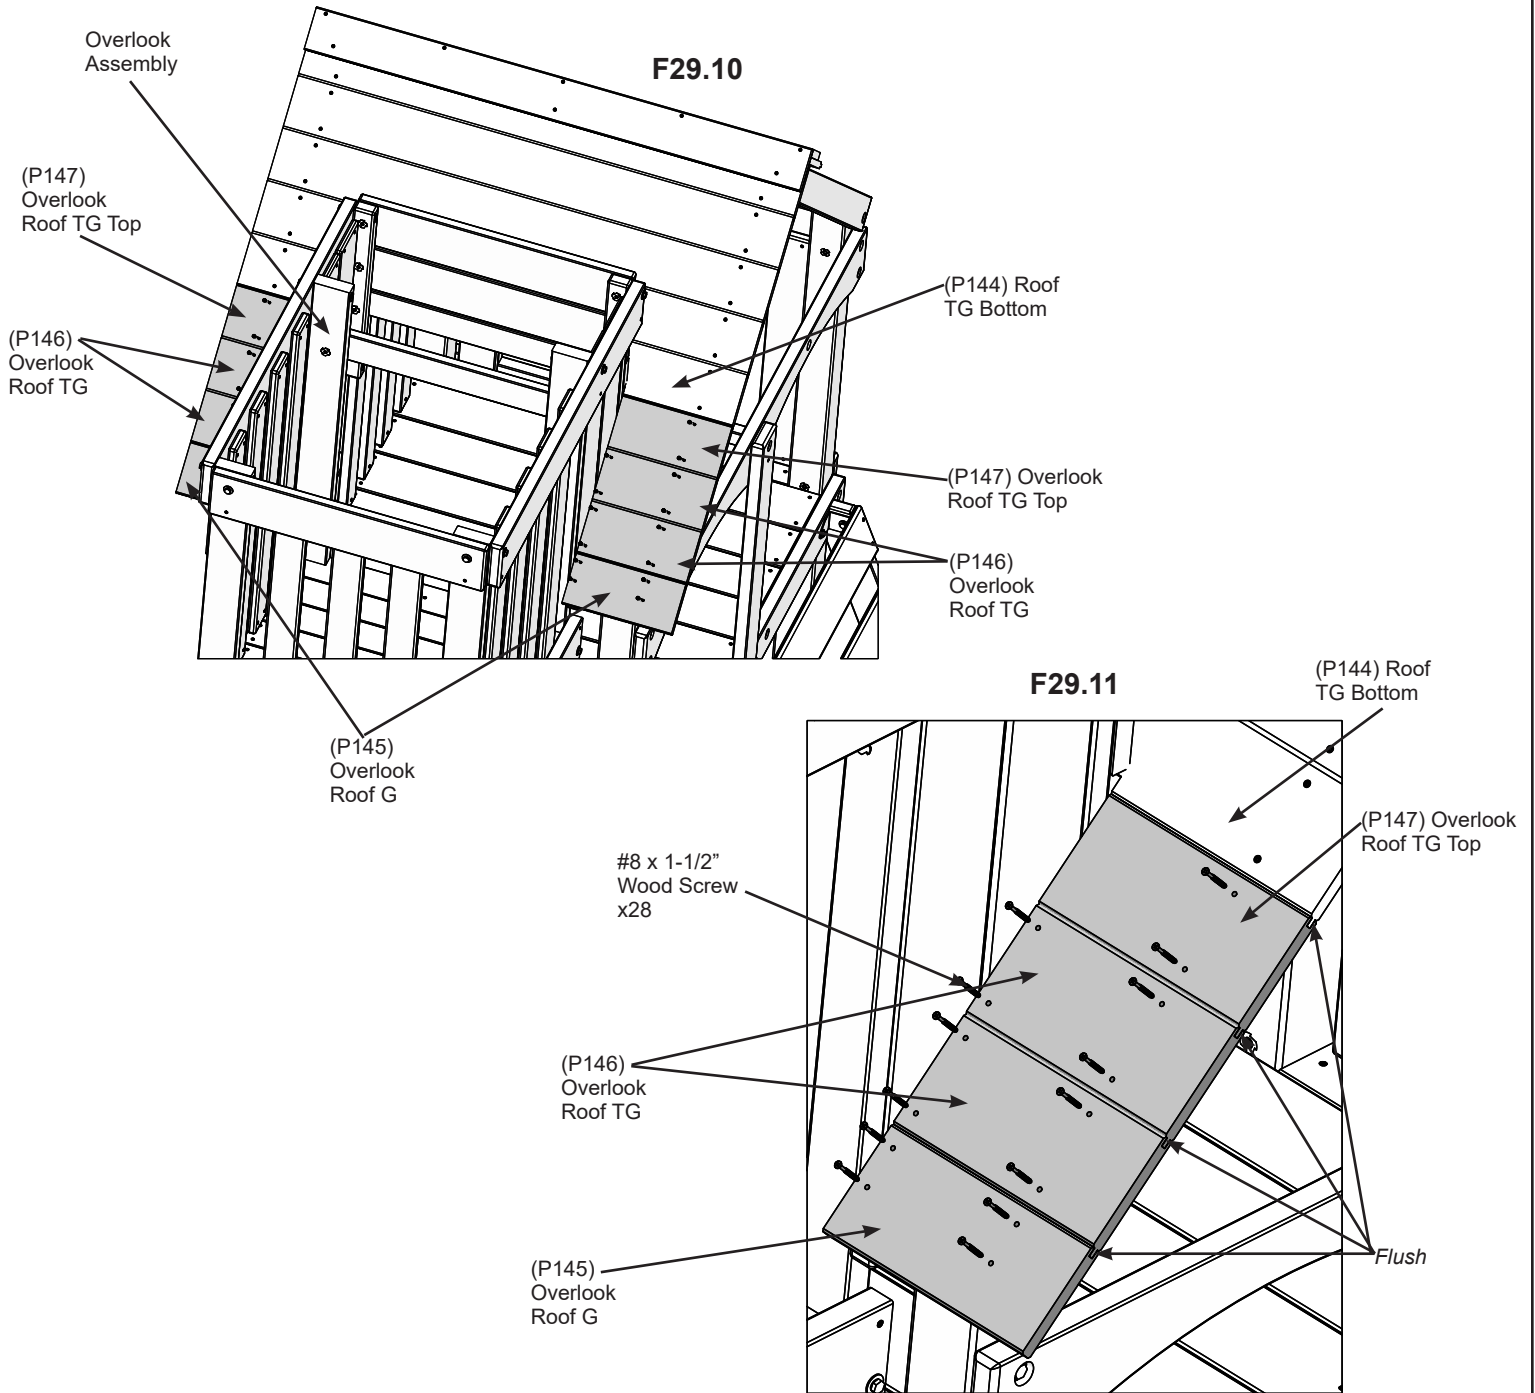 F29.10
Overlook
Assembly
(P147)
Overlook
Roof TG Top
(P146)
Overlook
Roof TG
(P144) Roof
TG Bottom
(P147) Overlook
Roof TG Top
(P146)
Overlook
Roof TG
(P145)
Overlook
Roof G
F29.11
(P144) Roof
TG Bottom
(P147) Overlook
Roof TG Top
#8 x 1-1/2”
Wood Screw
x28
(P146)
Overlook
Roof TG
(P145)
Overlook
Roof G
Flush